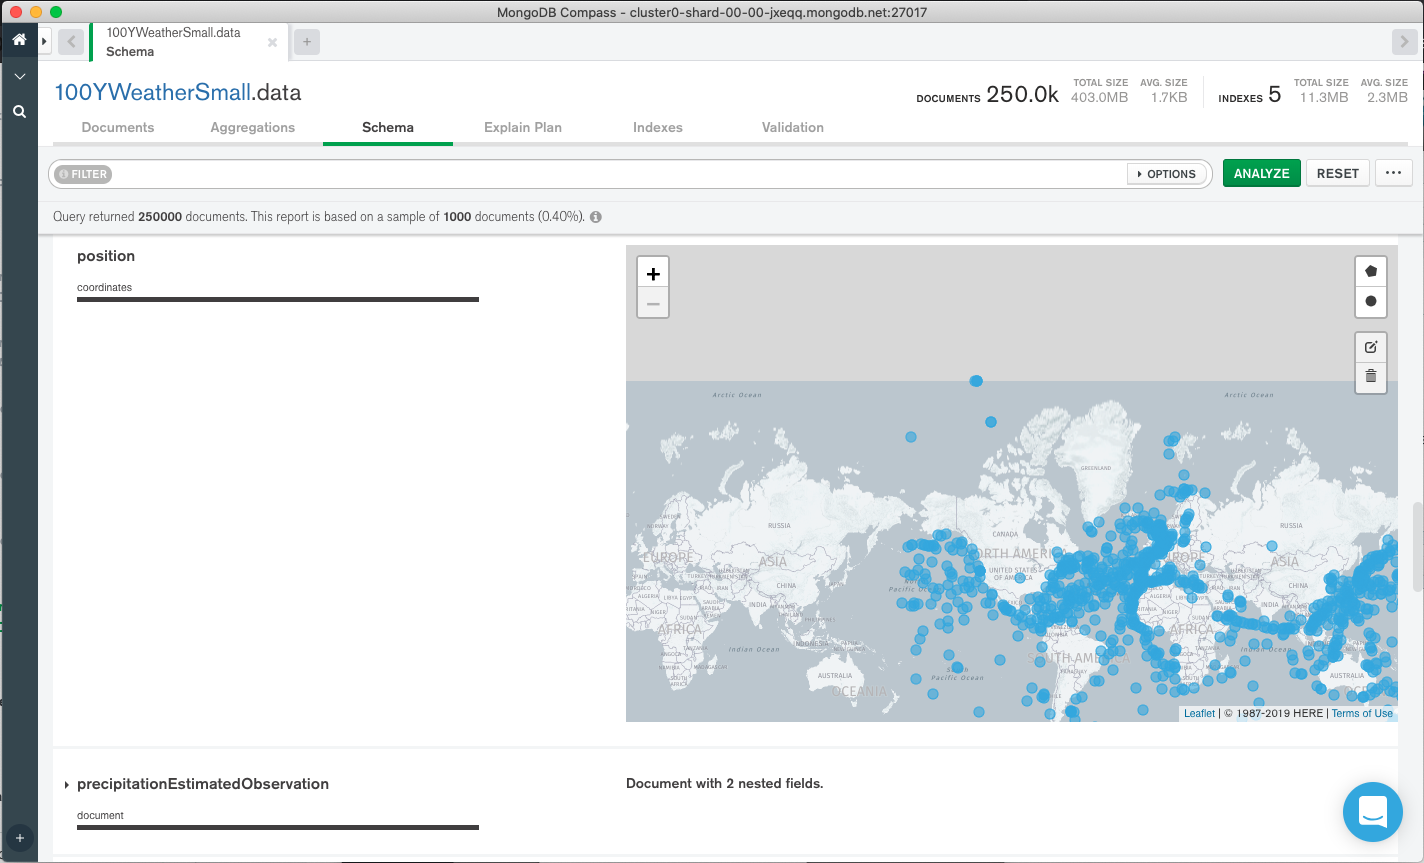 MongoDB Compass - cluster0-shard-00-00-jxeqq.mongodb.net:27017
100YWeatherSmall.data
Schema
100YWeatherSmall.data
DOCUMENTS 250.0k TOTAL SIZE 403.0MB AVG. SIZE 1.7KB INDEXES 5 TOTAL SIZE 11.3MB AVG. SIZE 2.3MB
Documents Aggregations Schema Explain Plan Indexes Validation
FILTER OPTIONS ANALYZE RESET
Query returned 250000 documents. This report is based on a sample of 1000 documents (0.40%).
position
coordinates
Arctic Ocean Arctic Ocean
GREENLAND
RUSSIA RUSSIA
CANADA
EUROPE ASIA NORTH AMERICA ASIA
UNITED STATES OF AMERICA
CHINA CHINA
INDIA INDIA
AFRICA AFRICA
Indian Ocean
SOUTH AMERICA
Pacific Ocean
AUSTRALIA AUSTRALIA
OCEANIA
Leaflet | © 1987-2019 HERE | Terms of Use
precipitationEstimatedObservation
document
Document with 2 nested fields.